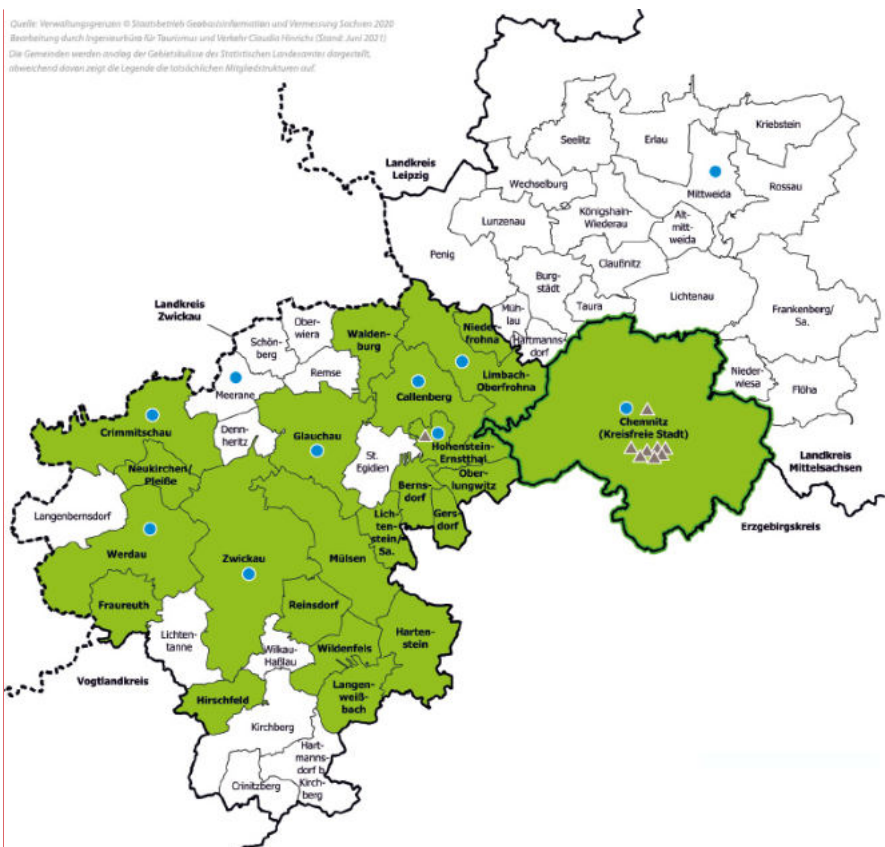 Quelle: Verwaltungsgrenzen © Staatsbetrieb Geobasisinformation und Vermessung Sachsen 2020
Bearbeitung durch Ingenieurbüro für Tourismus und Verkehr Claudia Hinrichs (Stand: Juni 2021)
Die Gemeinden werden analog der Gebietskulisse des Statistischen Landesamtes dargestellt,
abweichend davon zeigt die Legende die tatsächlichen Mitgliedstrukturen auf.
Kriebstein
Seelitz
Erlau
Landkreis
Leipzig
Wechselburg
Mittweida
Rossau
Lunzenau
Königshain-
Wiederau
Alt-
mitt-
weida
Penig
Claußnitz
Burg-
städt
Lichtenau
Landkreis
Zwickau
Müh-
lau
Taura
Frankenberg/
Sa.
Ober-
wiera
Schön-
berg
Walden-
burg
Nieder-
frohna
Hartmanns-
dorf
Remse
Limbach-
Oberfrohna
Nieder-
wiesa
Flöha
Meerane
Callenberg
Crimmitschau
Denn-
heritz
Glauchau
Chemnitz
(Kreisfreie Stadt)
St.
Egidien
Hohenstein-
Ernstthal
Landkreis
Mittelsachsen
Neukirchen/
Pleiße
Ober-
lungwitz
Berns-
dorf
Langenbernsdorf
Lich-
ten-
stein/
Sa.
Gers-
dorf
Erzgebirgskreis
Werdau
Zwickau
Mülsen
Fraureuth
Reinsdorf
Lichten-
tanne
Harten-
stein
Wilkau-
Haßlau
Wildenfels
Vogtlandkreis
Hirschfeld
Langen-
weiß-
bach
Kirchberg
Hart-
manns-
dorf b.
Kirch-
berg
Crinitzberg